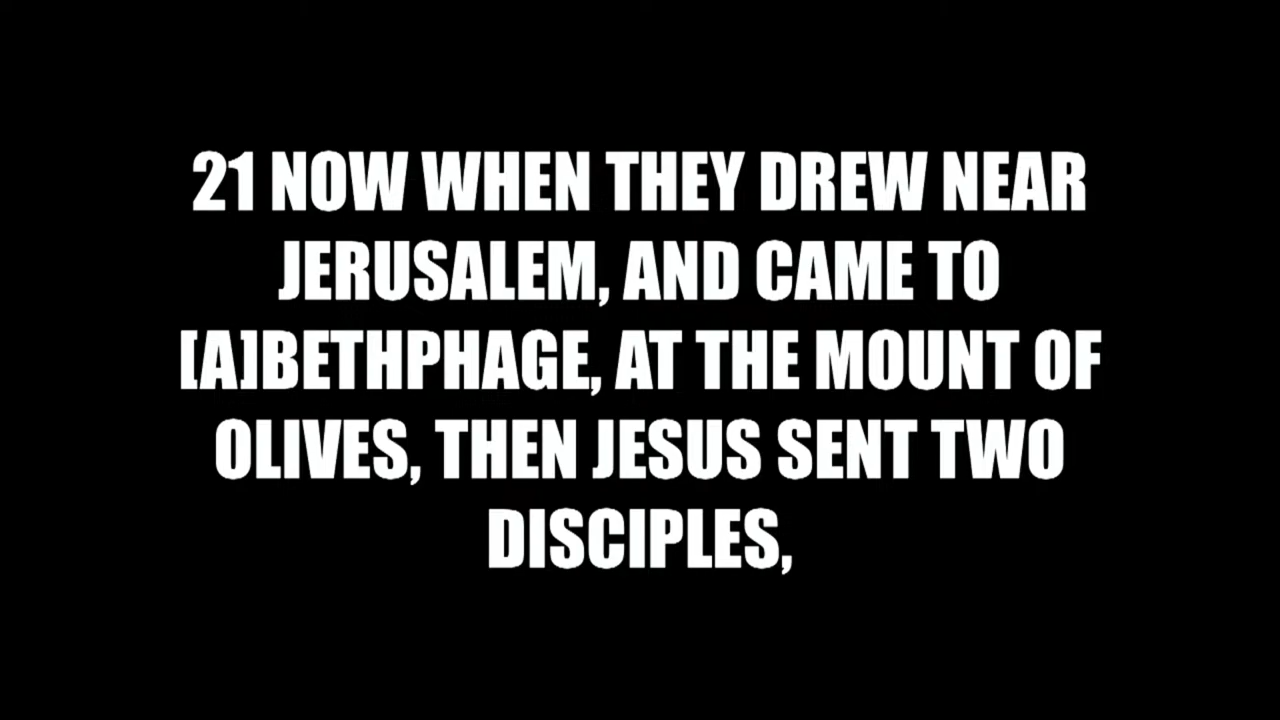 21 NOW WHEN THEY DREW NEAR
JERUSALEM, AND CAME TO
[A]BETHPHAGE, AT THE MOUNT OF
OLIVES, THEN JESUS SENT TWO
DISCIPLES,